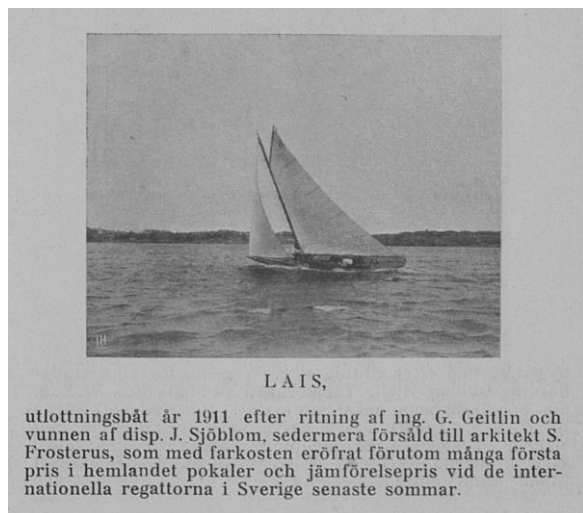 IH
LAIS,
utlottningsbåt år 1911 efter ritning af ing. G. Geitlin och
vunnen af disp. J. Sjöblom, sedermera försåld till arkitekt S.
Frosterus, som med farkosten eröfrat förutom många första
pris i hemlandet pokaler och jämförelsepris vid de inter-
nationella regattorna i Sverige senaste sommar.